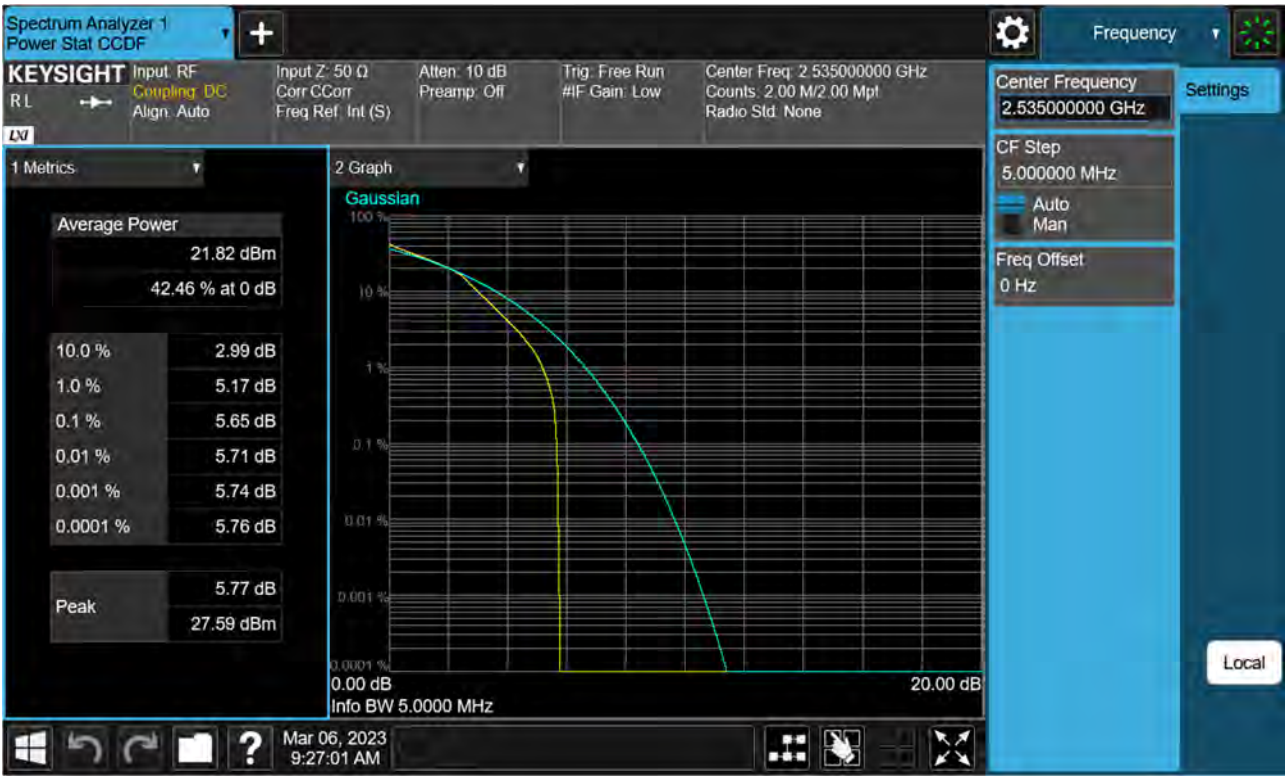 Spectrum Analyzer 1
Power Stat CCDF
+
Frequency
KEYSIGHT
R L
LXI
Input: RF
Coupling: DC
Align: Auto
Input Z: 50 Ω
Corr CCorr
Freq Ref: Int (S)
Atten: 10 dB
Preamp: Off
Trig: Free Run
#IF Gain: Low
Center Freq: 2.535000000 GHz
Counts: 2.00 M/2.00 Mpt
Radio Std: None
Center Frequency
2.535000000 GHz
Settings
CF Step
5.000000 MHz
Auto
Man
Freq Offset
0 Hz
Local
1 Metrics
Average Power
21.82 dBm
42.46 % at 0 dB
10.0 % 2.99 dB
1.0 % 5.17 dB
0.1 % 5.65 dB
0.01 % 5.71 dB
0.001 % 5.74 dB
0.0001 % 5.76 dB
Peak
5.77 dB
27.59 dBm
2 Graph
Gaussian
100 %
10 %
1 %
0.1 %
0.01 %
0.001 %
0.0001 %
0.00 dB 20.00 dB
Info BW 5.0000 MHz
?
Mar 06, 2023
9:27:01 AM